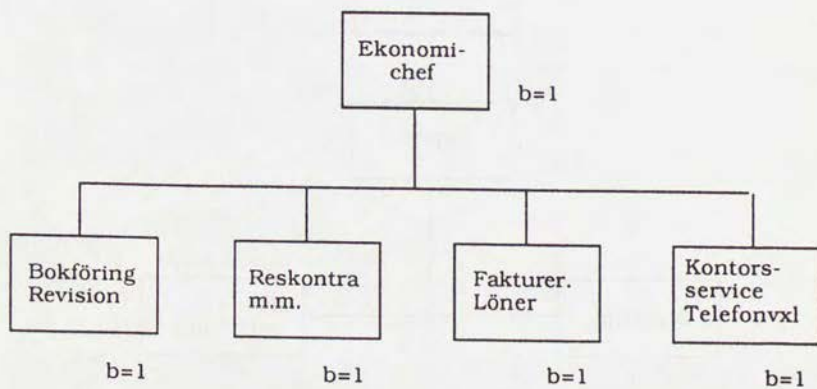 Ekonomi-
chef
b=1
Bokföring
Revision
b=1
Reskontra
m.m.
b=1
Fakturer.
Löner
b=1
Kontors-
service
Telefonvxl
b=1